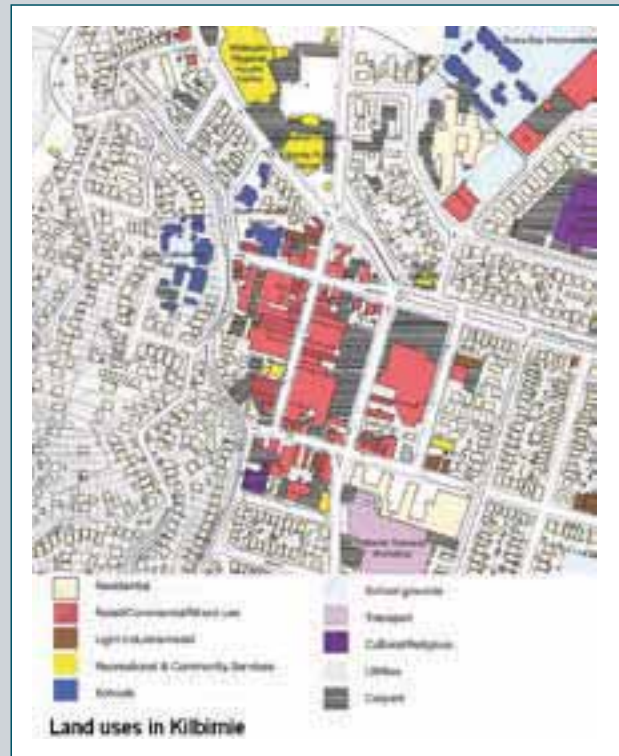 Residential
Retail/Commercial/Mixed use
Light Industrial/retail
Recreational & Community Services
Schools
School grounds
Transport
Cultural/Religious
Utilities
Carpark
Land uses in Kilbirnie